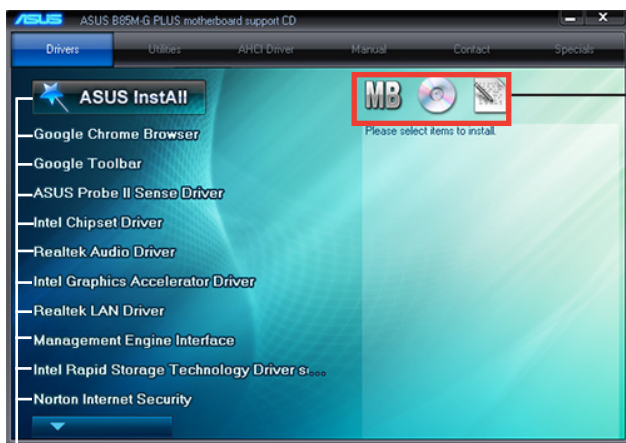 ASUS ASUS B85M-G PLUS motherboard support CD
Drivers Utilities AHCI Driver Manual Contact Specials
ASUS InstAll
MB
Please select items to install.
Google Chrome Browser
Google Toolbar
ASUS Probe II Sense Driver
Intel Chipset Driver
Realtek Audio Driver
Intel Graphics Accelerator Driver
Realtek LAN Driver
Management Engine Interface
Intel Rapid Storage Technology Driver s...
Norton Internet Security